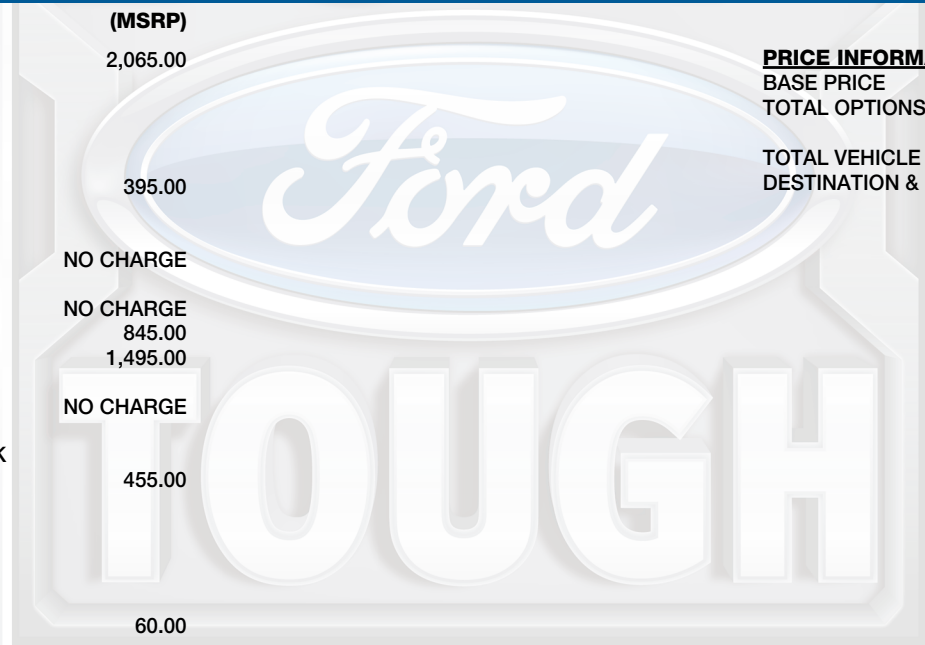 (MSRP)
2,065.00
PRICE INFORMA
BASE PRICE
TOTAL OPTIONS
TOTAL VEHICLE
395.00
DESTINATION &
Ford
NO CHARGE
NO CHARGE
845.00
1,495.00
NO CHARGE
TOUGH
K
455.00
60.00